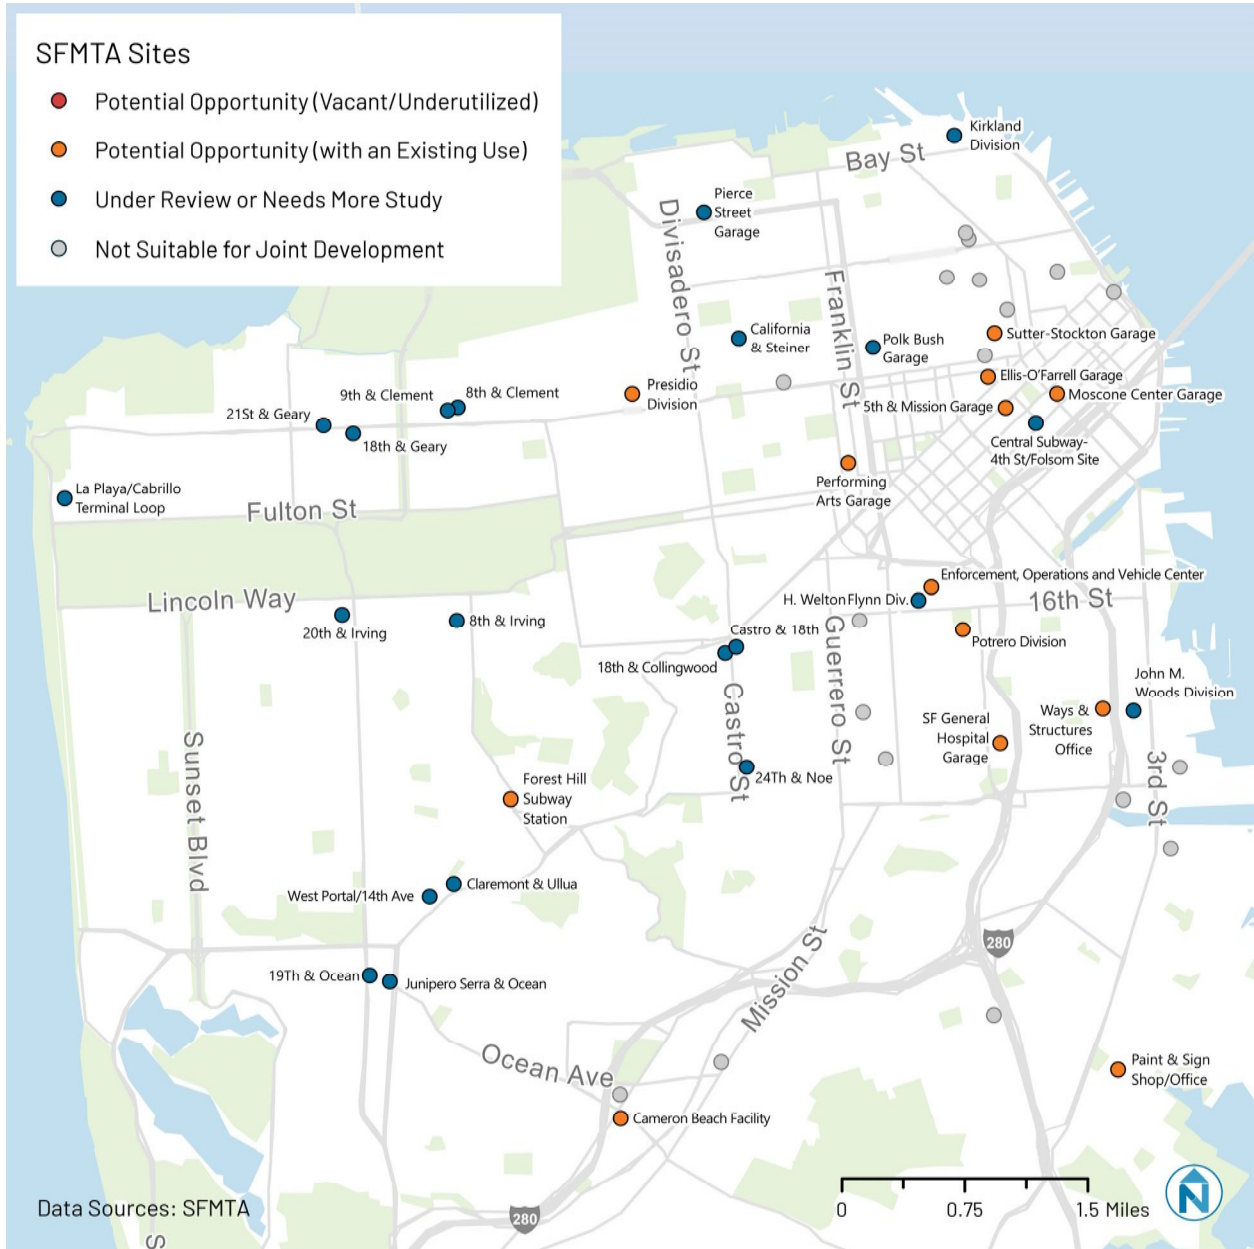 SFMTA Sites
Potential Opportunity (Vacant/Underutilized)
Potential Opportunity (with an Existing Use)
Under Review or Needs More Study
Not Suitable for Joint Development
Kirkland
Division
Bay St
Pierce
Street
Garage
Divisadero St
Franklin St
California
& Steiner
Polk Bush
Garage
Sutter-Stockton Garage
Ellis-O'Farrell Garage
Moscone Center Garage
5th & Mission Garage
Central Subway-
4th St/Folsom Site
Presidio
Division
9th & Clement
8th & Clement
21St & Geary
18th & Geary
La Playa/Cabrillo
Terminal Loop
Fulton St
Performing
Arts Garage
Lincoln Way
20th & Irving
8th & Irving
Enforcement, Operations and Vehicle Center
H. Welton Flynn Div.
16th St
Castro & 18th
18th & Collingwood
Potrero Division
Guerrero St
Castro St
John M.
Woods Division
Ways &
Structures
Office
SF General
Hospital
Garage
3rd St
24Th & Noe
Sunset Blvd
Forest Hill
Subway
Station
Claremont & Ullua
West Portal/14th Ave
19Th & Ocean
Junipero Serra & Ocean
280
Mission St
Ocean Ave
Paint & Sign
Shop/Office
Cameron Beach Facility
280
Data Sources: SFMTA
0 0.75 1.5 Miles
N
S